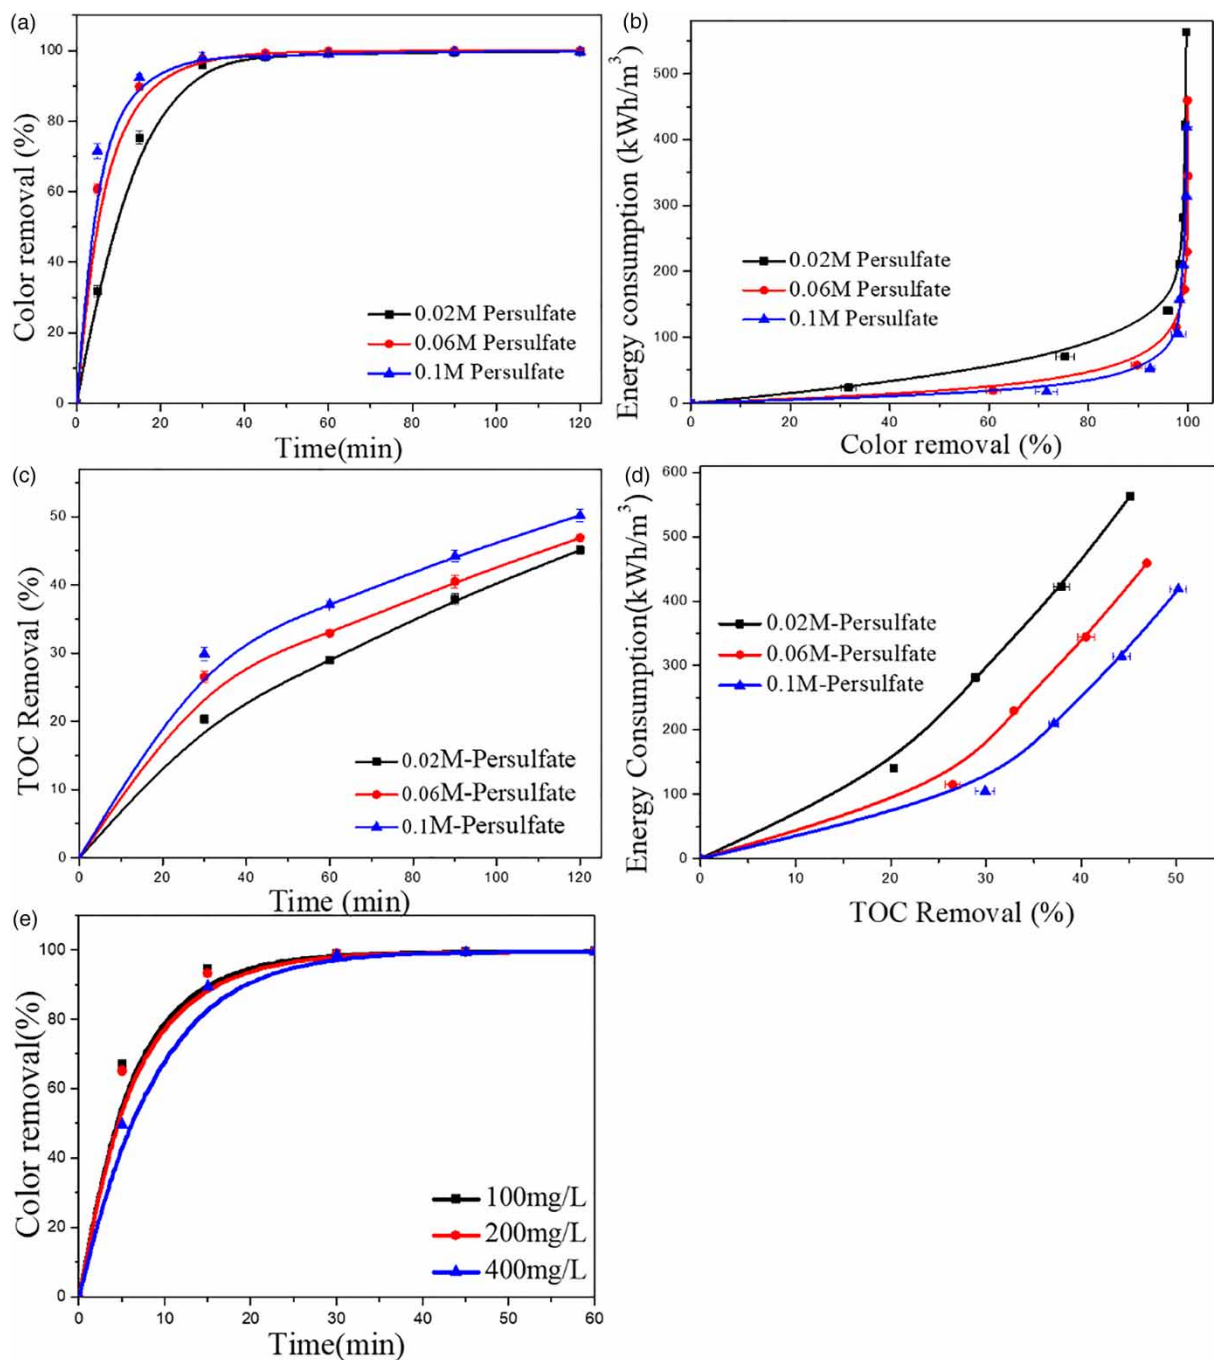 (a)
100
80
60
40
20
0
Color removal (%)
0.02M Persulfate
0.06M Persulfate
0.1M Persulfate
0 20 40 60 80 100 120
Time(min)
(b)
500
400
300
200
100
0
Energy consumption (kWh/m³)
0.02M Persulfate
0.06M Persulfate
0.1M Persulfate
0 20 40 60 80 100
Color removal (%)
(c)
50
40
30
20
10
0
TOC Removal (%)
0.02M-Persulfate
0.06M-Persulfate
0.1M-Persulfate
0 20 40 60 80 100 120
Time (min)
(d)
600
500
400
300
200
100
0
Energy Consumption(kWh/m³)
0.02M-Persulfate
0.06M-Persulfate
0.1M-Persulfate
0 10 20 30 40 50
TOC Removal (%)
(e)
100
80
60
40
20
0
Color removal(%)
100mg/L
200mg/L
400mg/L
0 10 20 30 40 50 60
Time(min)